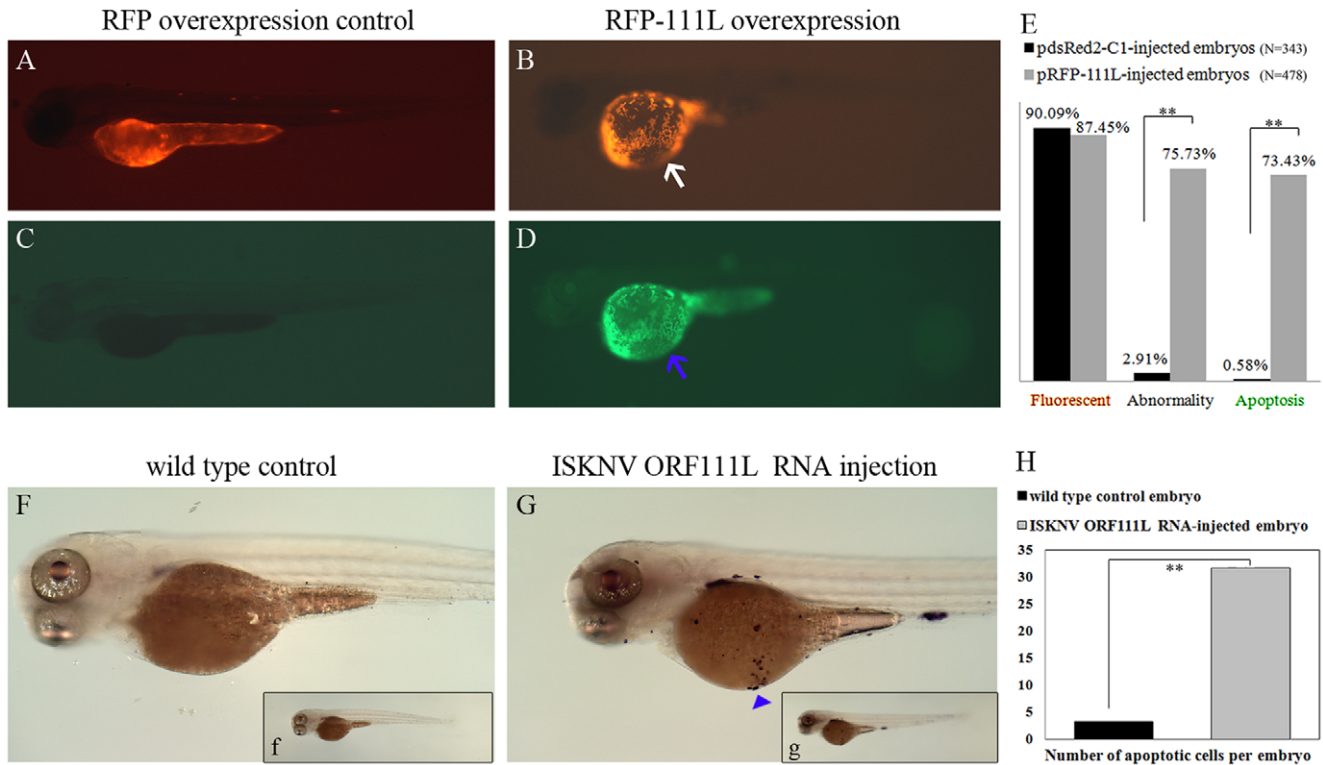 RFP overexpression control
RFP-111L overexpression
A
B
C
D
E
pdsRed2-C1-injected embryos (N=343)
pRFP-111L-injected embryos (N=478)
90.09%
87.45%
**
75.73%
**
73.43%
2.91%
0.58%
Fluorescent Abnormality Apoptosis
wild type control
ISKNV ORF111L RNA injection
F
f
G
g
H
wild type control embryo
ISKNV ORF111L RNA-injected embryo
35
30
25
20
15
10
5
0
**
Number of apoptotic cells per embryo